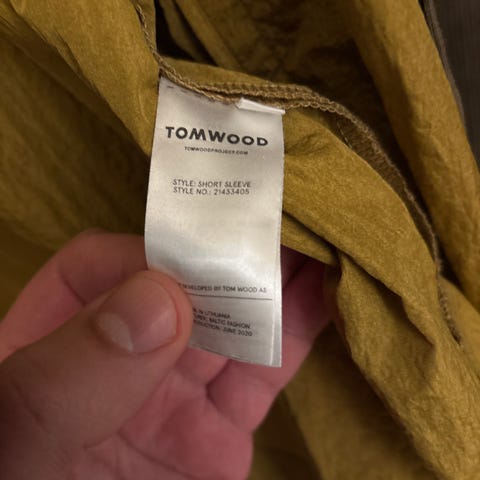 TOMWOOD
TOMWOODPROJECT.COM
STYLE: SHORT SLEEVE
STYLE NO.: 21453405
DEVELOPED BY TOM WOOD AS
IN LITHUANIA
BALTIC FASHION
JUNE 2020